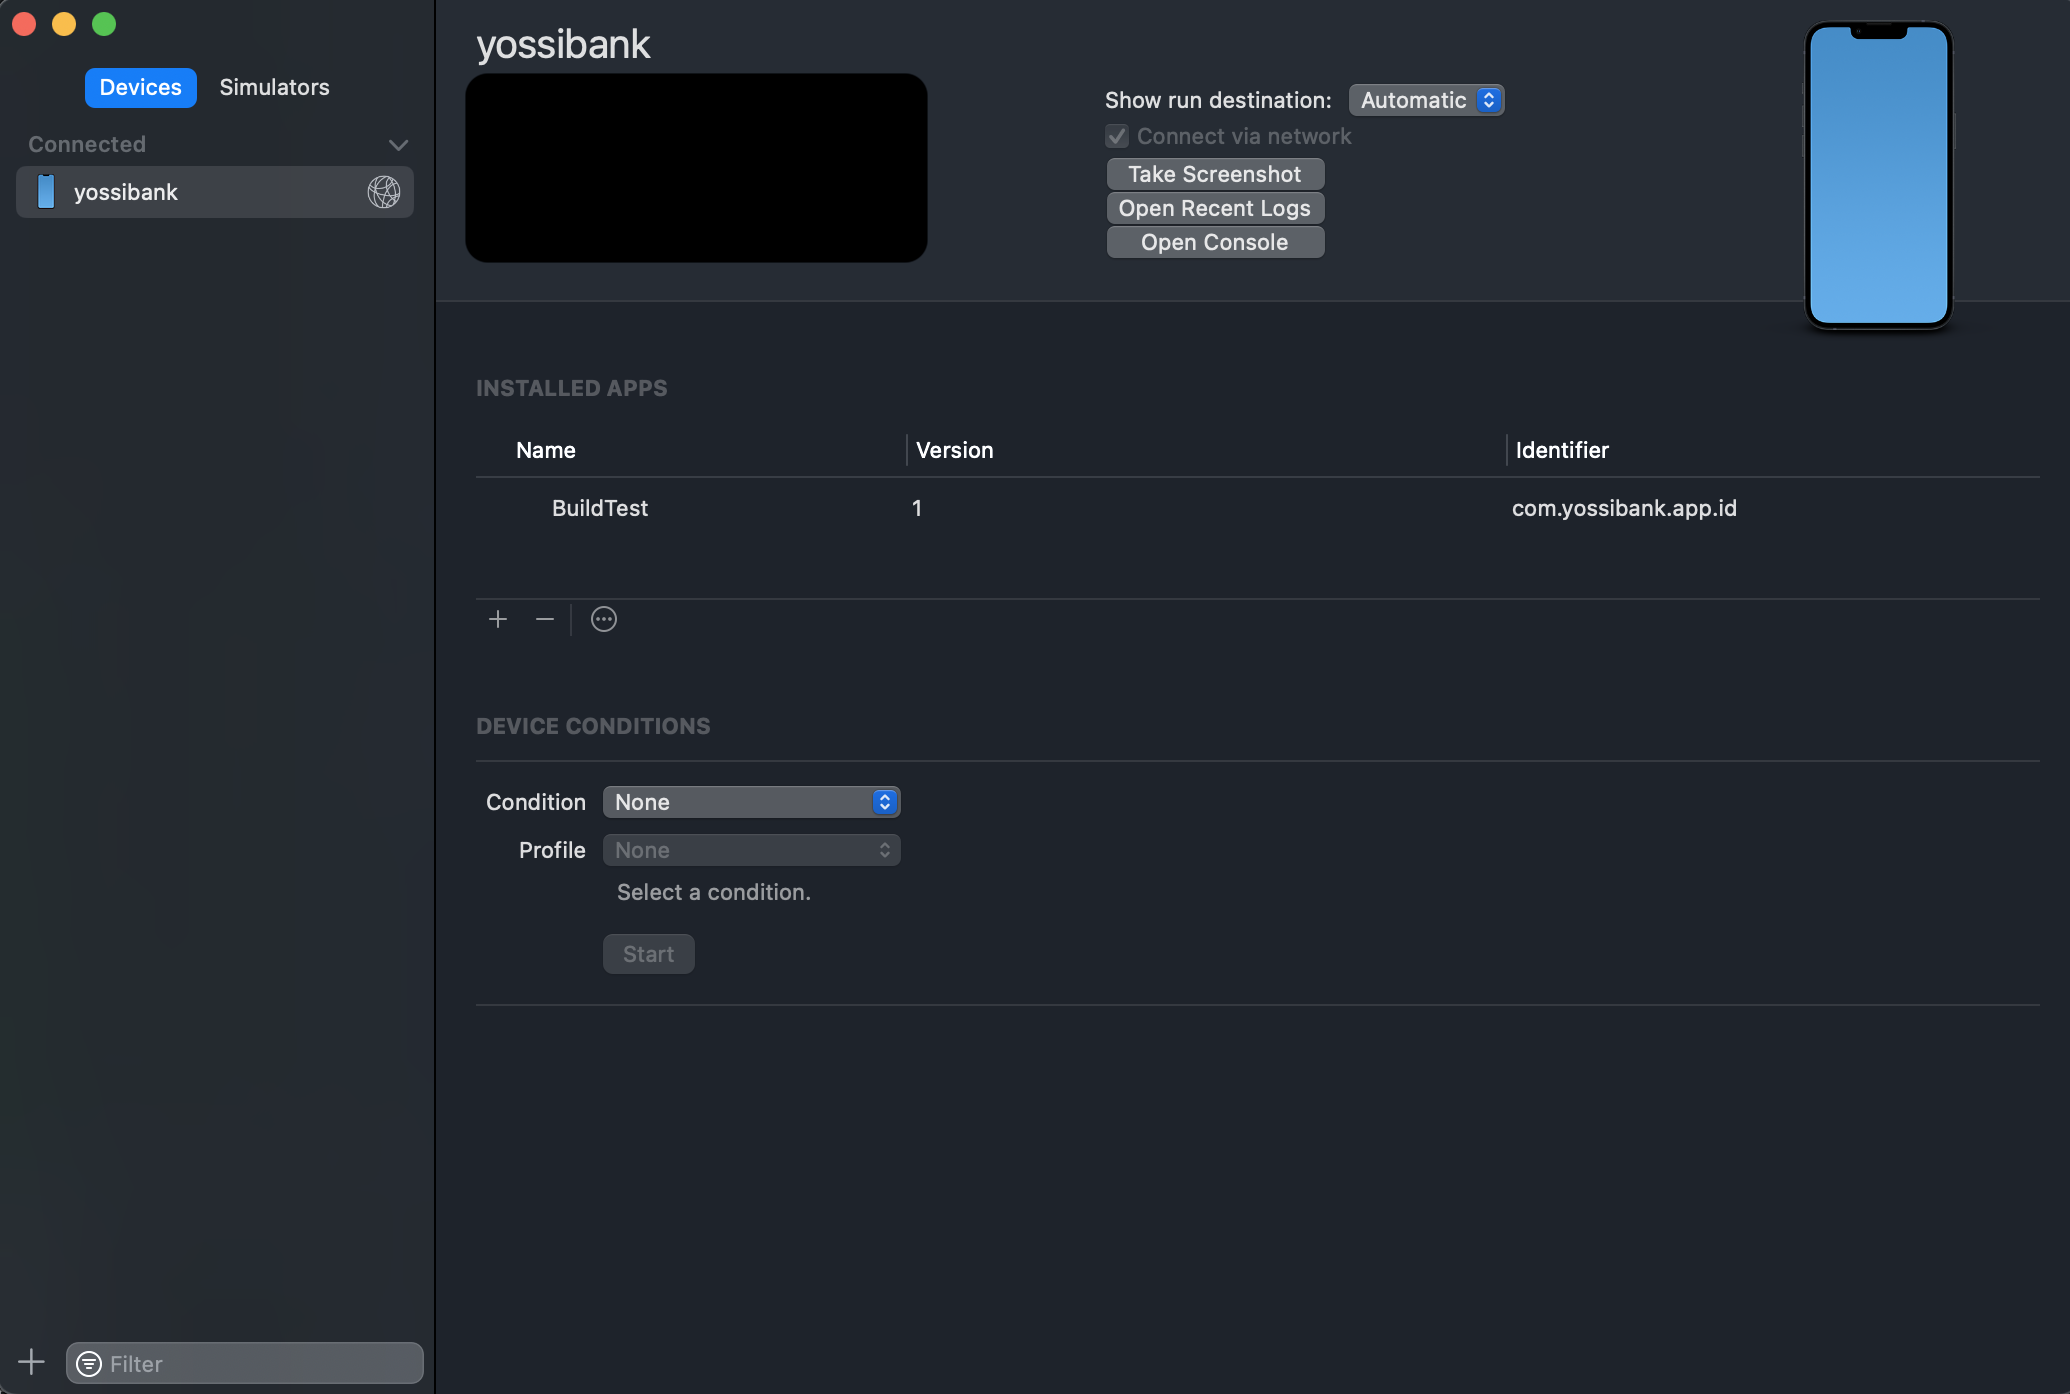 Devices
Simulators
Connected
yossibank
Filter
yossibank
Show run destination: Automatic
Connect via network
Take Screenshot
Open Recent Logs
Open Console
INSTALLED APPS
Name Version Identifier
BuildTest 1 com.yossibank.app.id
DEVICE CONDITIONS
Condition None
Profile None
Select a condition.
Start